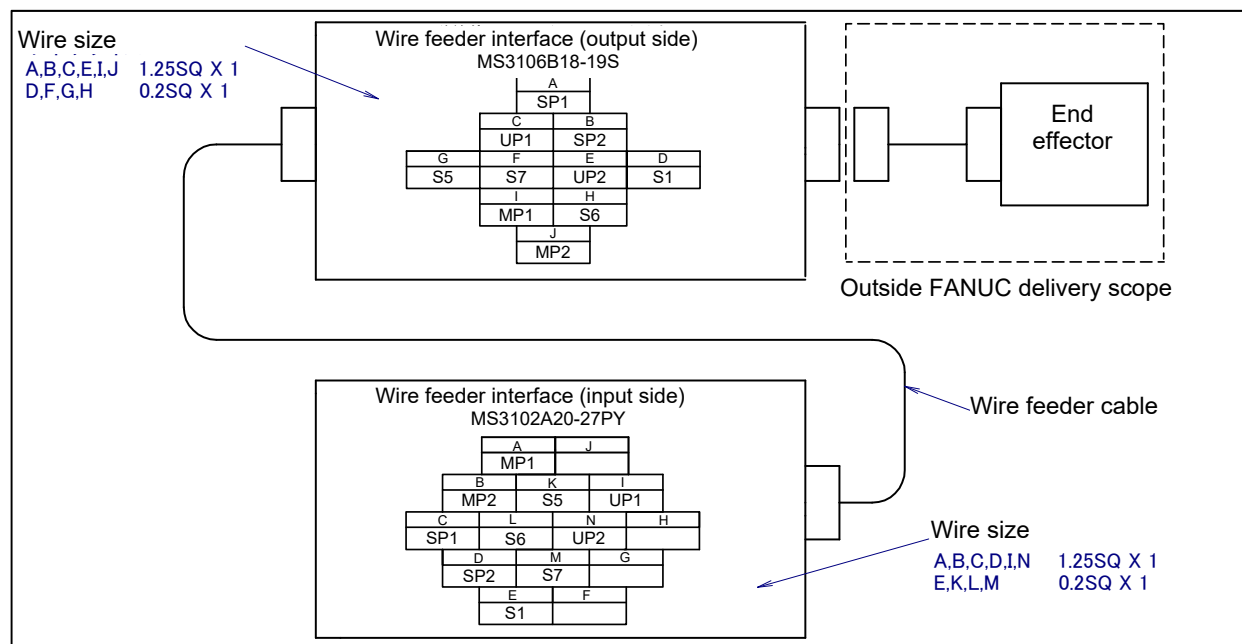 Wire size
A,B,C,E,I,J 1.25SQ X 1
D,F,G,H 0.2SQ X 1
Wire feeder interface (output side)
MS3106B18-19S
A
SP1
C B
UP1 SP2
G F E D
S5 S7 UP2 S1
I H
MP1 S6
J
MP2
End
effector
Outside FANUC delivery scope
Wire feeder interface (input side)
MS3102A20-27PY
A J
MP1
B K I
MP2 S5 UP1
C L N H
SP1 S6 UP2
D M G
SP2 S7
E F
S1
Wire feeder cable
Wire size
A,B,C,D,I,N 1.25SQ X 1
E,K,L,M 0.2SQ X 1